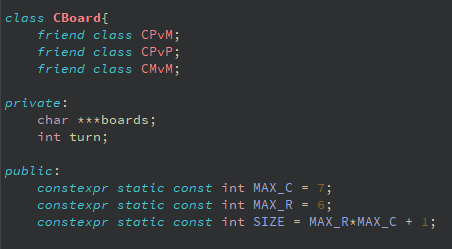 class CBoard{
friend class CPvM;
friend class CPvP;
friend class CMvM;
private:
char ***boards;
int turn;
public:
constexpr static const int MAX_C = 7;
constexpr static const int MAX_R = 6;
constexpr static const int SIZE = MAX_R*MAX_C + 1;